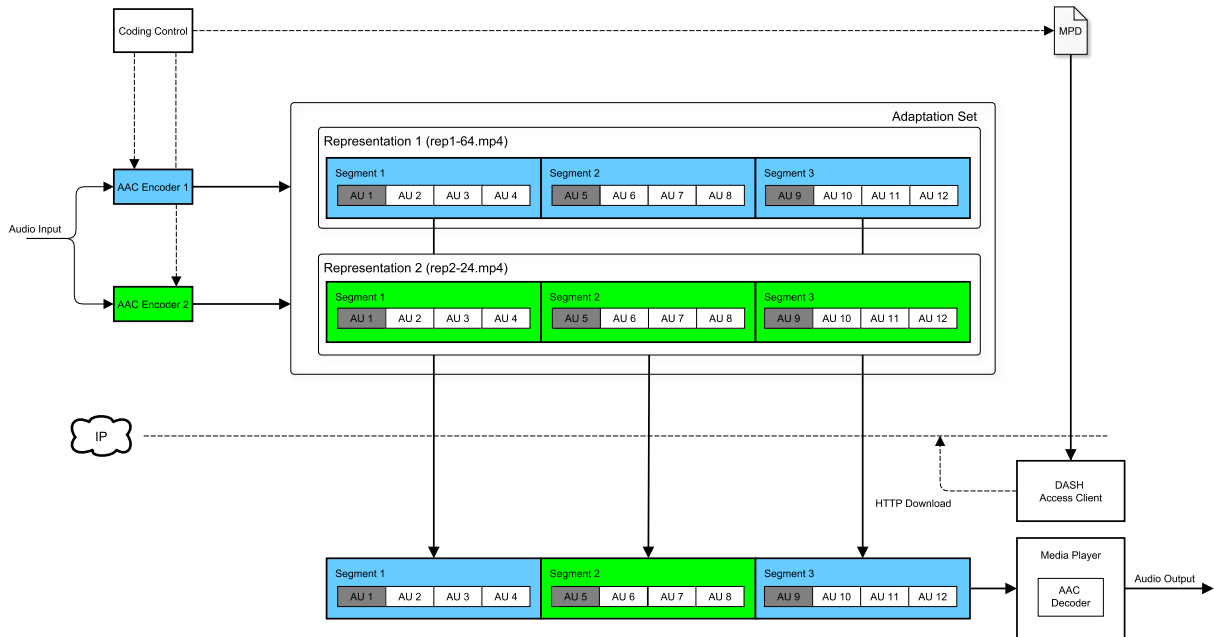 Coding Control
MPD
Adaptation Set
Representation 1 (rep1-64.mp4)
Segment 1
Segment 2
Segment 3
AU 1 AU 2 AU 3 AU 4 AU 5 AU 6 AU 7 AU 8 AU 9 AU 10 AU 11 AU 12
AAC Encoder 1
Audio Input
Representation 2 (rep2-24.mp4)
Segment 1
Segment 2
Segment 3
AU 1 AU 2 AU 3 AU 4 AU 5 AU 6 AU 7 AU 8 AU 9 AU 10 AU 11 AU 12
AAC Encoder 2
IP
DASH
Access Client
HTTP Download
Segment 1
Segment 2
Segment 3
AU 1 AU 2 AU 3 AU 4 AU 5 AU 6 AU 7 AU 8 AU 9 AU 10 AU 11 AU 12
Media Player
AAC
Decoder
Audio Output